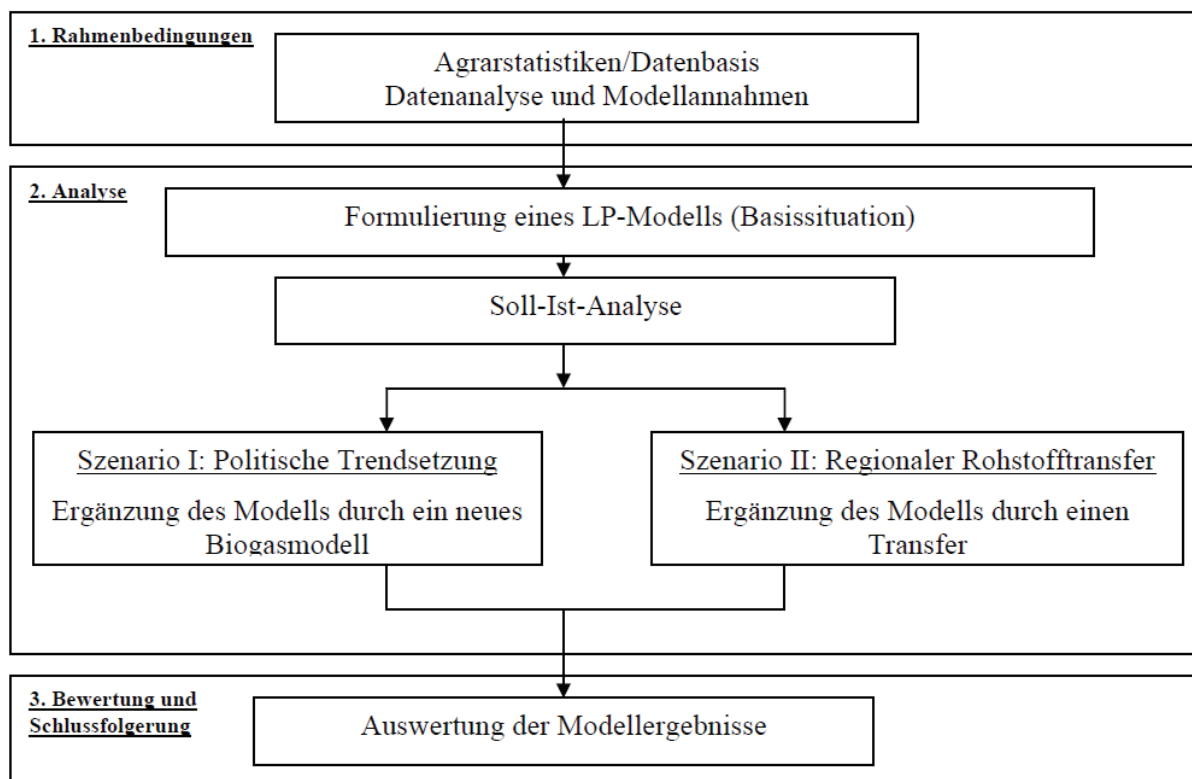 1. Rahmenbedingungen
Agrarstatistiken/Datenbasis
Datenanalyse und Modellannahmen
2. Analyse
Formulierung eines LP-Modells (Basissituation)
Soll-Ist-Analyse
Szenario I: Politische Trendsetzung
Ergänzung des Modells durch ein neues
Biogasmodell
Szenario II: Regionaler Rohstofftransfer
Ergänzung des Modells durch einen
Transfer
3. Bewertung und
Schlussfolgerung
Auswertung der Modellergebnisse